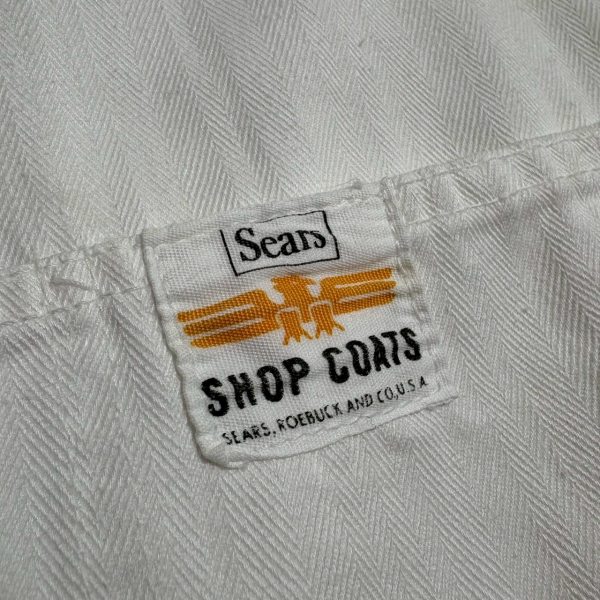 Sears
SHOP COATS
SEARS, ROEBUCK AND CO, U.S.A